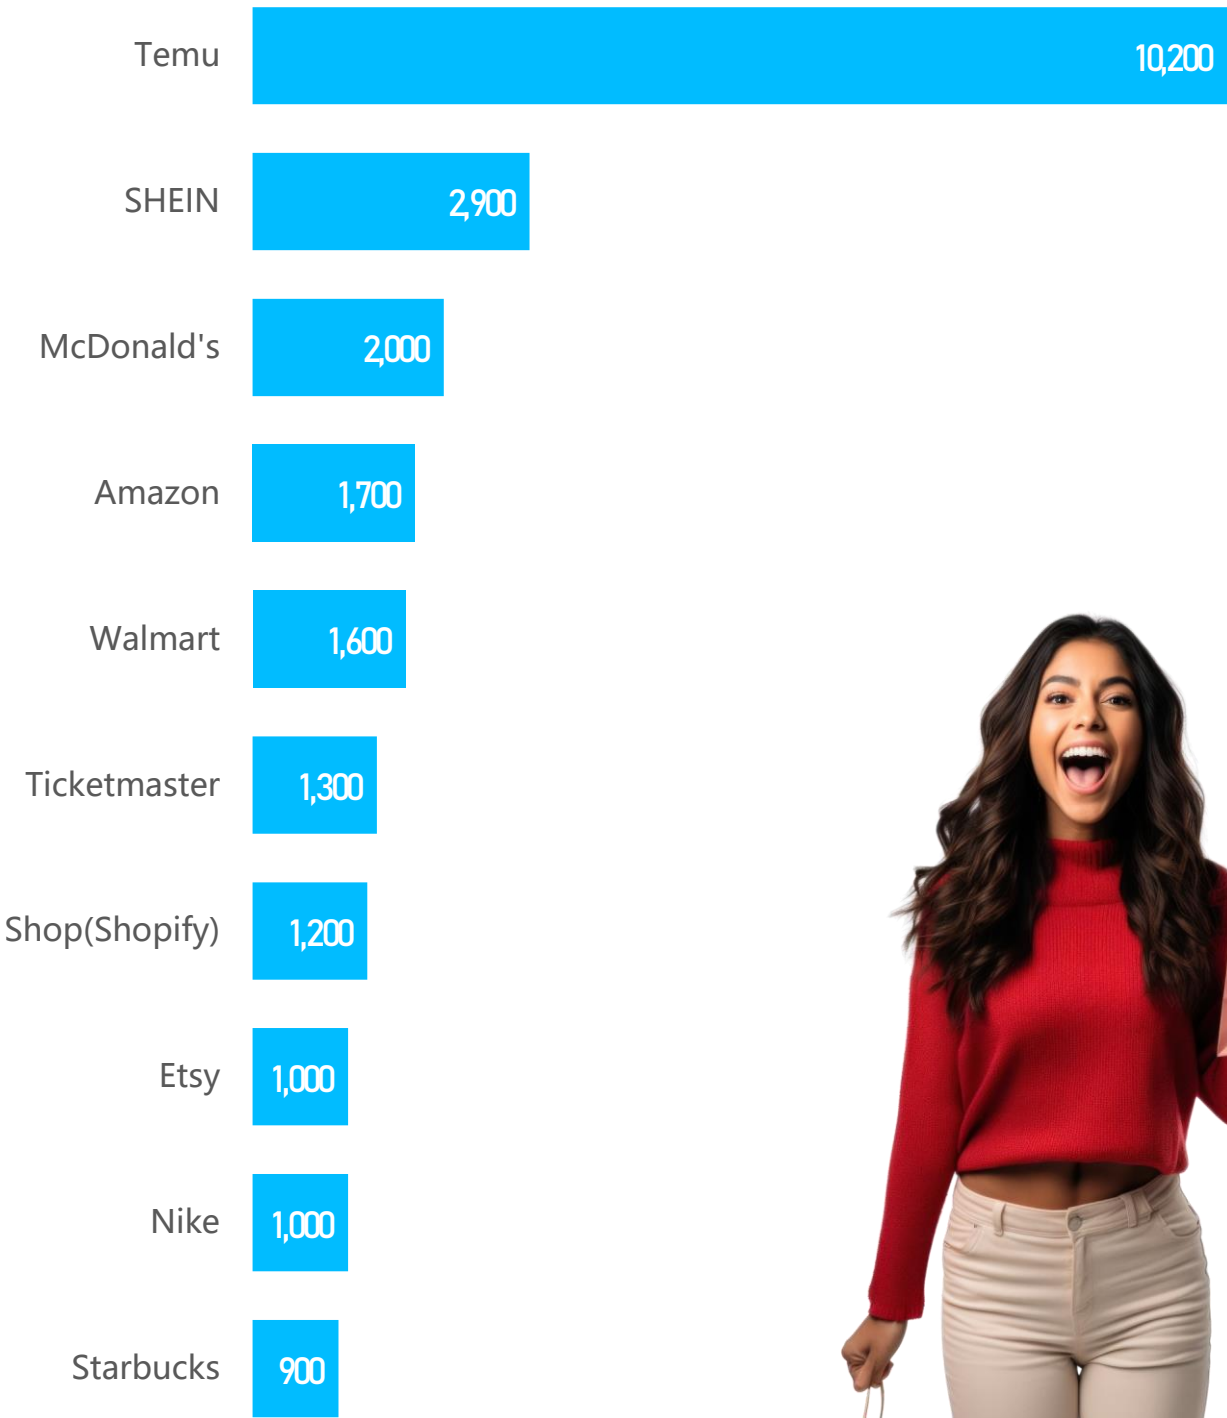 Temu 10,200
SHEIN 2,900
McDonald's 2,000
Amazon 1,700
Walmart 1,600
Ticketmaster 1,300
Shop(Shopify) 1,200
Etsy 1,000
Nike 1,000
Starbucks 900